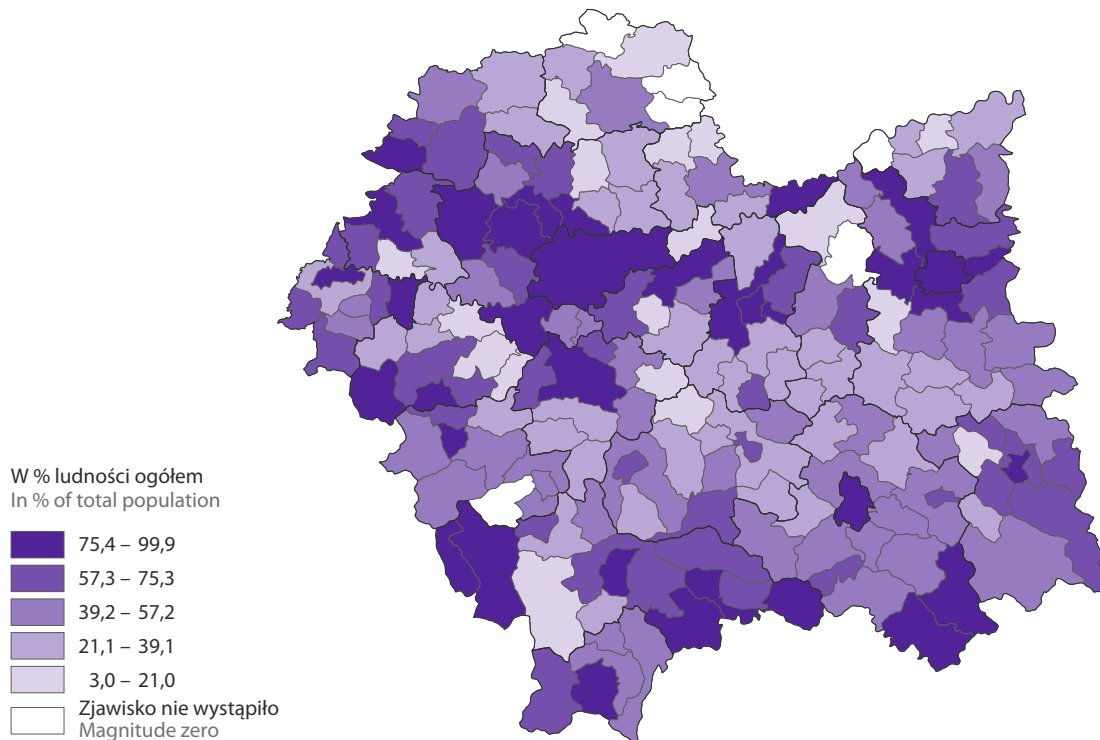 W % ludności ogółem
In % of total population
75,4 – 99,9
57,3 – 75,3
39,2 – 57,2
21,1 – 39,1
3,0 – 21,0
Zjawisko nie wystąpiło
Magnitude zero